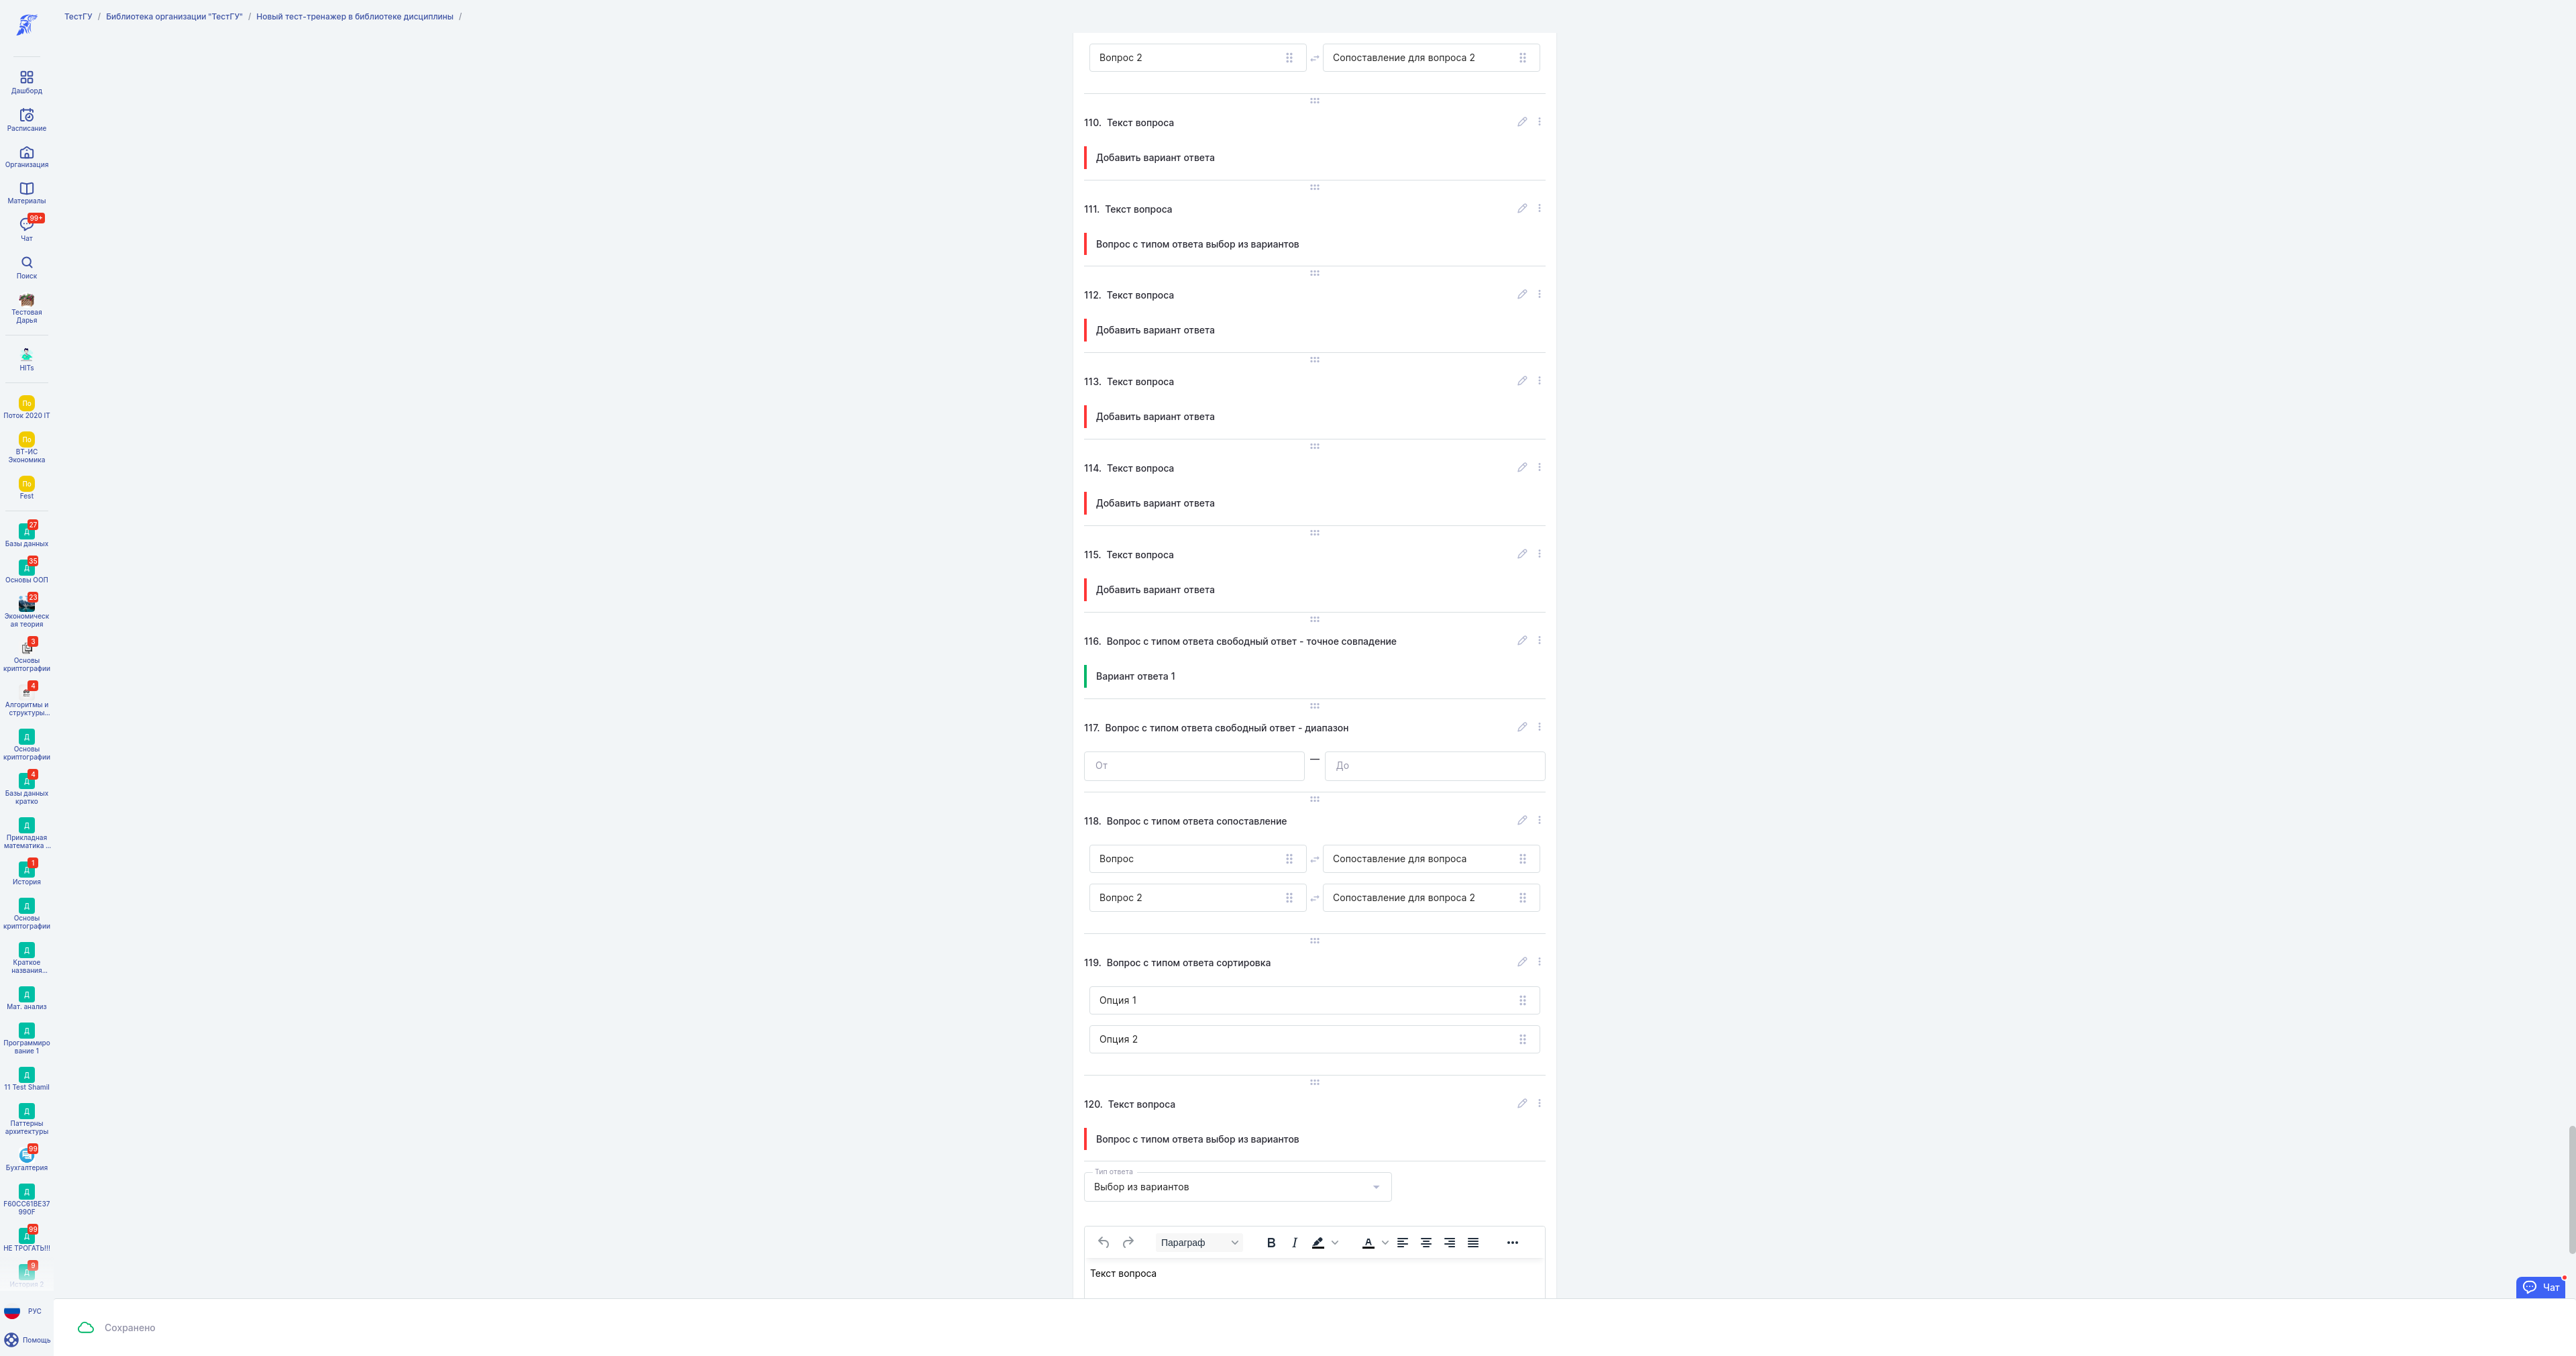 ТестГУ / Библиотека организации "ТестГУ" / Новый тест-тренажер в библиотеке дисциплины /
Дашборд
Расписание
Организация
Материалы
99+
Чат
Поиск
Тестовая
Дарья
HITs
По
Поток 2020 IT
По
ВТ-ИС
Экономика
По
Fest
27
Д
Базы данных
35
Д
Основы ООП
23
Экономическ
ая теория
3
Основы
криптографии
4
Алгоритмы и
структуры...
Д
Основы
криптографии
4
Д
Базы данных
кратко
Д
Прикладная
математика ...
1
Д
История
Д
Основы
криптографии
Д
Краткое
названия...
Д
Мат. анализ
Д
Программиро
вание 1
Д
11 Test Shamil
Д
Паттерны
архитектуры
99
Бухгалтерия
Д
F60CC61BE37
990F
99
Д
НЕ ТРОГАТЬ!!!
9
Д
История 2
РУС
Помощь
Вопрос 2 Сопоставление для вопроса 2
110. Текст вопроса
Добавить вариант ответа
111. Текст вопроса
Вопрос с типом ответа выбор из вариантов
112. Текст вопроса
Добавить вариант ответа
113. Текст вопроса
Добавить вариант ответа
114. Текст вопроса
Добавить вариант ответа
115. Текст вопроса
Добавить вариант ответа
116. Вопрос с типом ответа свободный ответ - точное совпадение
Вариант ответа 1
117. Вопрос с типом ответа свободный ответ - диапазон
От — До
118. Вопрос с типом ответа сопоставление
Вопрос Сопоставление для вопроса
Вопрос 2 Сопоставление для вопроса 2
119. Вопрос с типом ответа сортировка
Опция 1
Опция 2
120. Текст вопроса
Вопрос с типом ответа выбор из вариантов
Тип ответа
Выбор из вариантов
Параграф B I A
Текст вопроса
Чат
Сохранено